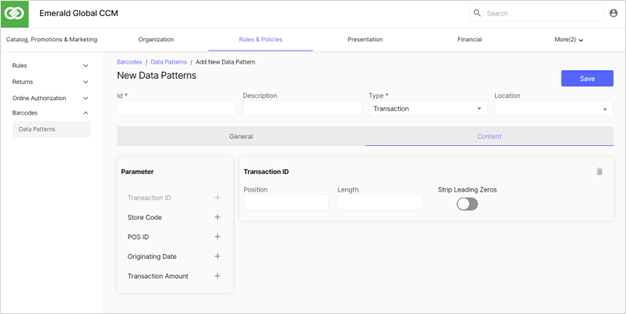 Emerald Global CCM
Search
Catalog, Promotions & Marketing
Organization
Rules & Policies
Presentation
Financial
More(2)
Rules
Returns
Online Authorization
Barcodes
Data Patterns
Barcodes / Data Patterns / Add New Data Pattern
New Data Patterns
Save
Id *
Description
Type *
Location
Transaction
General
Content
Parameter
Transaction ID
Store Code
POS ID
Originating Date
Transaction Amount
Transaction ID
Position
Length
Strip Leading Zeros